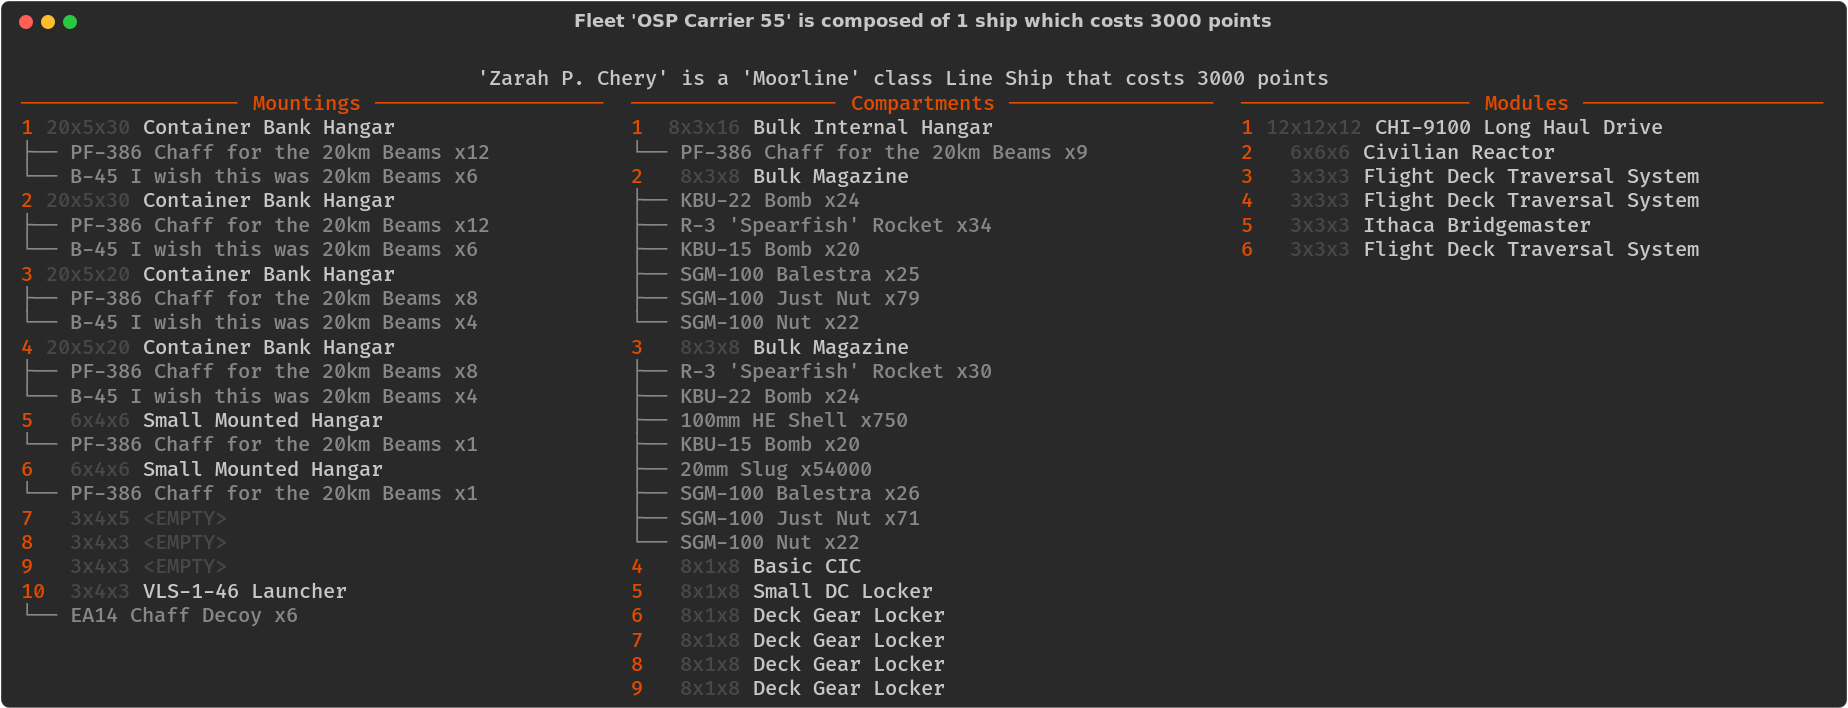 Fleet 'OSP Carrier 55' is composed of 1 ship which costs 3000 points
'Zarah P. Chery' is a 'Moorline' class Line Ship that costs 3000 points
Mountings
1 20x5x30 Container Bank Hangar
PF-386 Chaff for the 20km Beams x12
B-45 I wish this was 20km Beams x6
2 20x5x30 Container Bank Hangar
PF-386 Chaff for the 20km Beams x12
B-45 I wish this was 20km Beams x6
3 20x5x20 Container Bank Hangar
PF-386 Chaff for the 20km Beams x8
B-45 I wish this was 20km Beams x4
4 20x5x20 Container Bank Hangar
PF-386 Chaff for the 20km Beams x8
B-45 I wish this was 20km Beams x4
5 6x4x6 Small Mounted Hangar
PF-386 Chaff for the 20km Beams x1
6 6x4x6 Small Mounted Hangar
PF-386 Chaff for the 20km Beams x1
7 3x4x5 <EMPTY>
8 3x4x3 <EMPTY>
9 3x4x3 <EMPTY>
10 3x4x3 VLS-1-46 Launcher
EA14 Chaff Decoy x6
Compartments
1 8x3x16 Bulk Internal Hangar
PF-386 Chaff for the 20km Beams x9
2 8x3x8 Bulk Magazine
KBU-22 Bomb x24
R-3 'Spearfish' Rocket x34
KBU-15 Bomb x20
SGM-100 Balestra x25
SGM-100 Just Nut x79
SGM-100 Nut x22
3 8x3x8 Bulk Magazine
R-3 'Spearfish' Rocket x30
KBU-22 Bomb x24
100mm HE Shell x750
KBU-15 Bomb x20
20mm Slug x54000
SGM-100 Balestra x26
SGM-100 Just Nut x71
SGM-100 Nut x22
4 8x1x8 Basic CIC
5 8x1x8 Small DC Locker
6 8x1x8 Deck Gear Locker
7 8x1x8 Deck Gear Locker
8 8x1x8 Deck Gear Locker
9 8x1x8 Deck Gear Locker
Modules
1 12x12x12 CHI-9100 Long Haul Drive
2 6x6x6 Civilian Reactor
3 3x3x3 Flight Deck Traversal System
4 3x3x3 Flight Deck Traversal System
5 3x3x3 Ithaca Bridgemaster
6 3x3x3 Flight Deck Traversal System